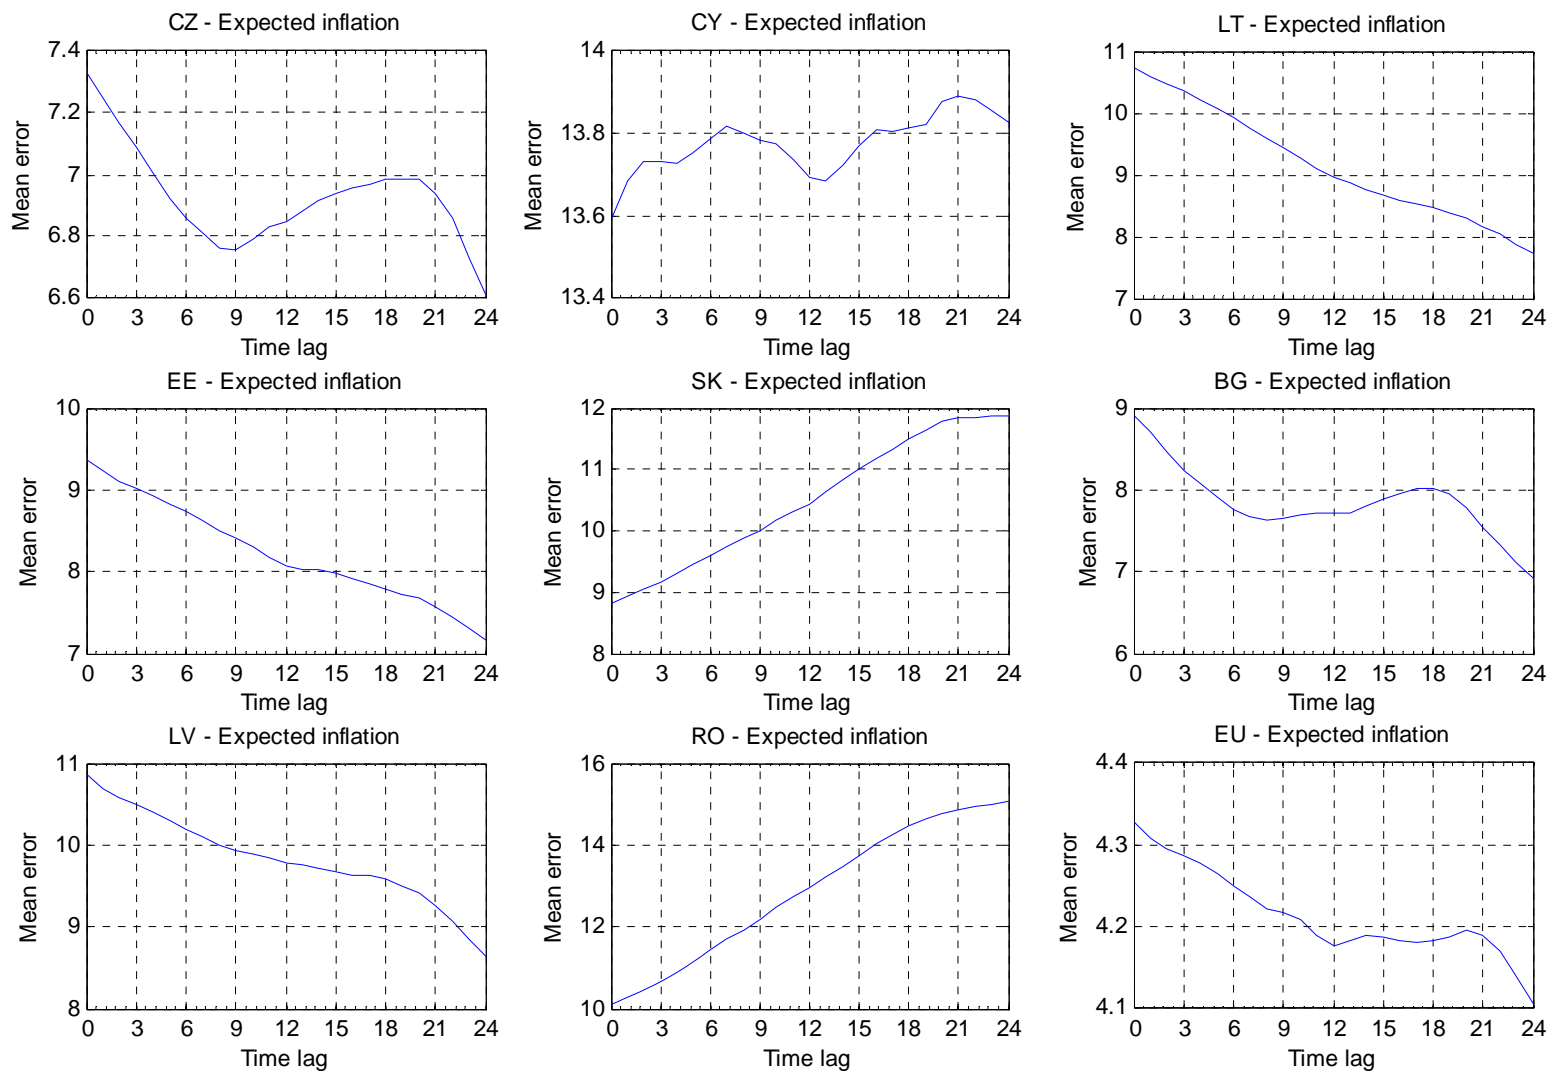 CZ - Expected inflation
7.4
7.2
7
6.8
6.6
Mean error
0 3 6 9 12 15 18 21 24
Time lag
CY - Expected inflation
14
13.8
13.6
13.4
Mean error
0 3 6 9 12 15 18 21 24
Time lag
LT - Expected inflation
11
10
9
8
7
Mean error
0 3 6 9 12 15 18 21 24
Time lag
EE - Expected inflation
10
9
8
7
Mean error
0 3 6 9 12 15 18 21 24
Time lag
SK - Expected inflation
12
11
10
9
8
Mean error
0 3 6 9 12 15 18 21 24
Time lag
BG - Expected inflation
9
8
7
6
Mean error
0 3 6 9 12 15 18 21 24
Time lag
LV - Expected inflation
11
10
9
8
Mean error
0 3 6 9 12 15 18 21 24
Time lag
RO - Expected inflation
16
14
12
10
Mean error
0 3 6 9 12 15 18 21 24
Time lag
EU - Expected inflation
4.4
4.3
4.2
4.1
Mean error
0 3 6 9 12 15 18 21 24
Time lag